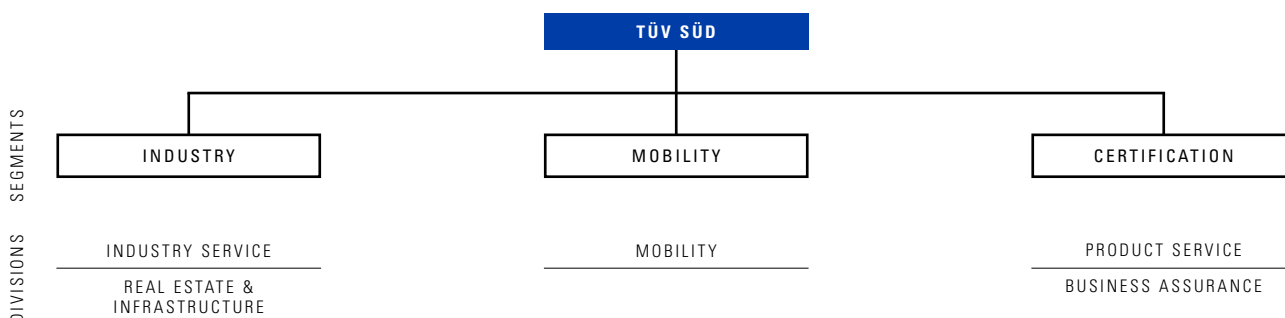 TÜV SÜD
SEGMENTS
INDUSTRY
MOBILITY
CERTIFICATION
DIVISIONS
INDUSTRY SERVICE
MOBILITY
PRODUCT SERVICE
REAL ESTATE &
INFRASTRUCTURE
BUSINESS ASSURANCE